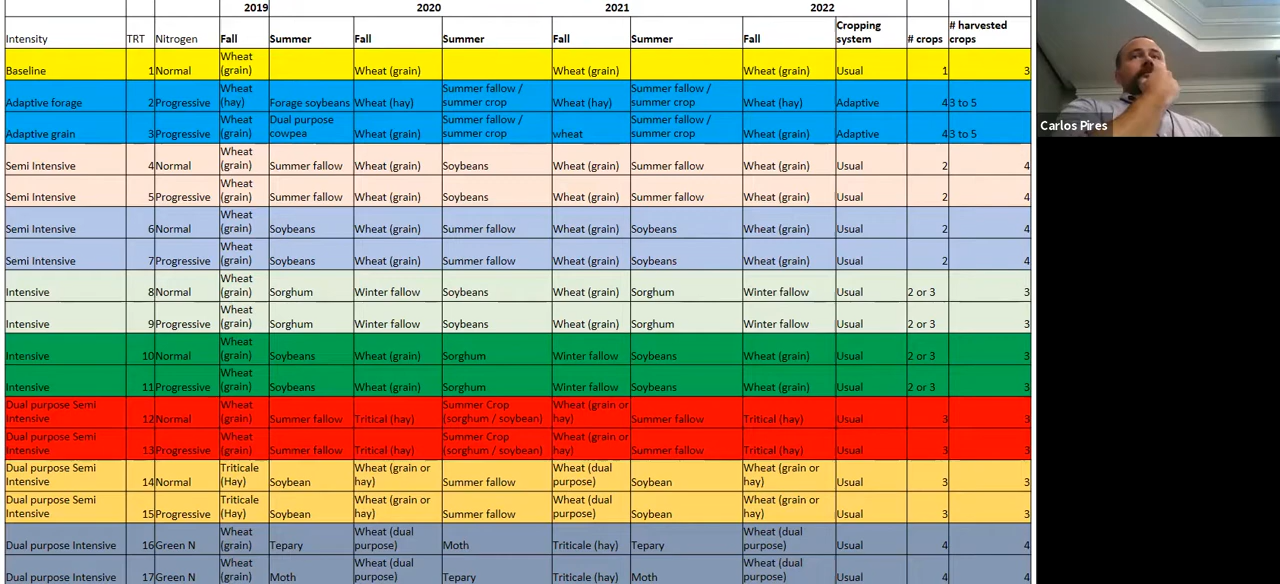 2019 2020 2021 2022
Intensity TRT Nitrogen Fall Summer Fall Summer Fall Summer Fall Cropping system # crops # harvested crops
Baseline 1 Normal Wheat (grain) Wheat (grain) Wheat (grain) Wheat (grain) Usual 1 3
Adaptive forage 2 Progressive Wheat (hay) Forage soybeans Wheat (hay) Summer fallow / summer crop Wheat (hay) Summer fallow / summer crop Wheat (hay) Adaptive 4 3 to 5
Adaptive grain 3 Progressive Wheat (grain) Dual purpose cowpea Wheat (grain) Summer fallow / summer crop wheat Summer fallow / summer crop Wheat (grain) Adaptive 4 3 to 5
Semi Intensive 4 Normal Wheat (grain) Summer fallow Wheat (grain) Soybeans Wheat (grain) Summer fallow Wheat (grain) Usual 2 4
Semi Intensive 5 Progressive Wheat (grain) Summer fallow Wheat (grain) Soybeans Wheat (grain) Summer fallow Wheat (grain) Usual 2 4
Semi Intensive 6 Normal Wheat (grain) Soybeans Wheat (grain) Summer fallow Wheat (grain) Soybeans Wheat (grain) Usual 2 4
Semi Intensive 7 Progressive Wheat (grain) Soybeans Wheat (grain) Summer fallow Wheat (grain) Soybeans Wheat (grain) Usual 2 4
Intensive 8 Normal Wheat (grain) Sorghum Winter fallow Soybeans Wheat (grain) Sorghum Winter fallow Usual 2 or 3 3
Intensive 9 Progressive Wheat (grain) Sorghum Winter fallow Soybeans Wheat (grain) Sorghum Winter fallow Usual 2 or 3 3
Intensive 10 Normal Wheat (grain) Soybeans Wheat (grain) Sorghum Winter fallow Soybeans Wheat (grain) Usual 2 or 3 3
Intensive 11 Progressive Wheat (grain) Soybeans Wheat (grain) Sorghum Winter fallow Soybeans Wheat (grain) Usual 2 or 3 3
Dual purpose Semi Intensive 12 Normal Wheat (grain) Summer fallow Tritical (hay) Summer Crop (sorghum / soybean) Wheat (grain or hay) Summer fallow Tritical (hay) Usual 3 3
Dual purpose Semi Intensive 13 Progressive Wheat (grain) Summer fallow Tritical (hay) Summer Crop (sorghum / soybean) Wheat (grain or hay) Summer fallow Tritical (hay) Usual 3 3
Dual purpose Semi Intensive 14 Normal Triticale (Hay) Soybean Wheat (grain or hay) Summer fallow Wheat (dual purpose) Soybean Wheat (grain or hay) Usual 3 3
Dual purpose Semi Intensive 15 Progressive Triticale (Hay) Soybean Wheat (grain or hay) Summer fallow Wheat (dual purpose) Soybean Wheat (grain or hay) Usual 3 3
Dual purpose Intensive 16 Green N Wheat (grain) Tepary Wheat (dual purpose) Moth Triticale (hay) Tepary Wheat (dual purpose) Usual 4 4
Dual purpose Intensive 17 Green N Wheat (grain) Moth Wheat (dual purpose) Tepary Triticale (hay) Moth Wheat (dual purpose) Usual 4 4
Carlos Pires